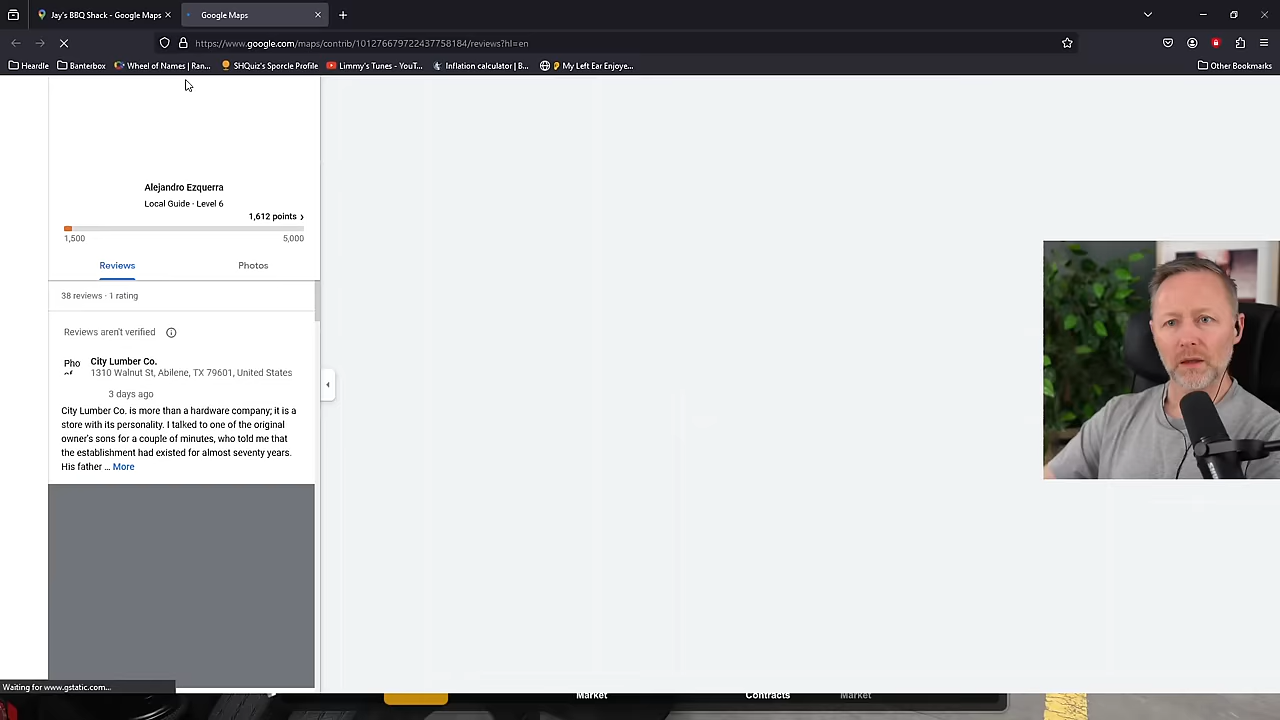 Jay's BBQ Shack - Google Maps
Google Maps
https://www.google.com/maps/contrib/101276679722437758184/reviews?hl=en
Heardle
Banterbox
Wheel of Names | Ran...
SHQuiz's Sporcle Profile
Limmy's Tunes - YouT...
Inflation calculator | B...
My Left Ear Enjoye...
Other Bookmarks
Alejandro Ezquerra
Local Guide · Level 6
1,612 points ›
1,500 5,000
Reviews Photos
38 reviews · 1 rating
Reviews aren't verified
Pho
of
City Lumber Co.
1310 Walnut St, Abilene, TX 79601, United States
3 days ago
City Lumber Co. is more than a hardware company; it is a
store with its personality. I talked to one of the original
owner's sons for a couple of minutes, who told me that
the establishment had existed for almost seventy years.
His father ... More
Waiting for www.gstatic.com...
Market Contracts Market